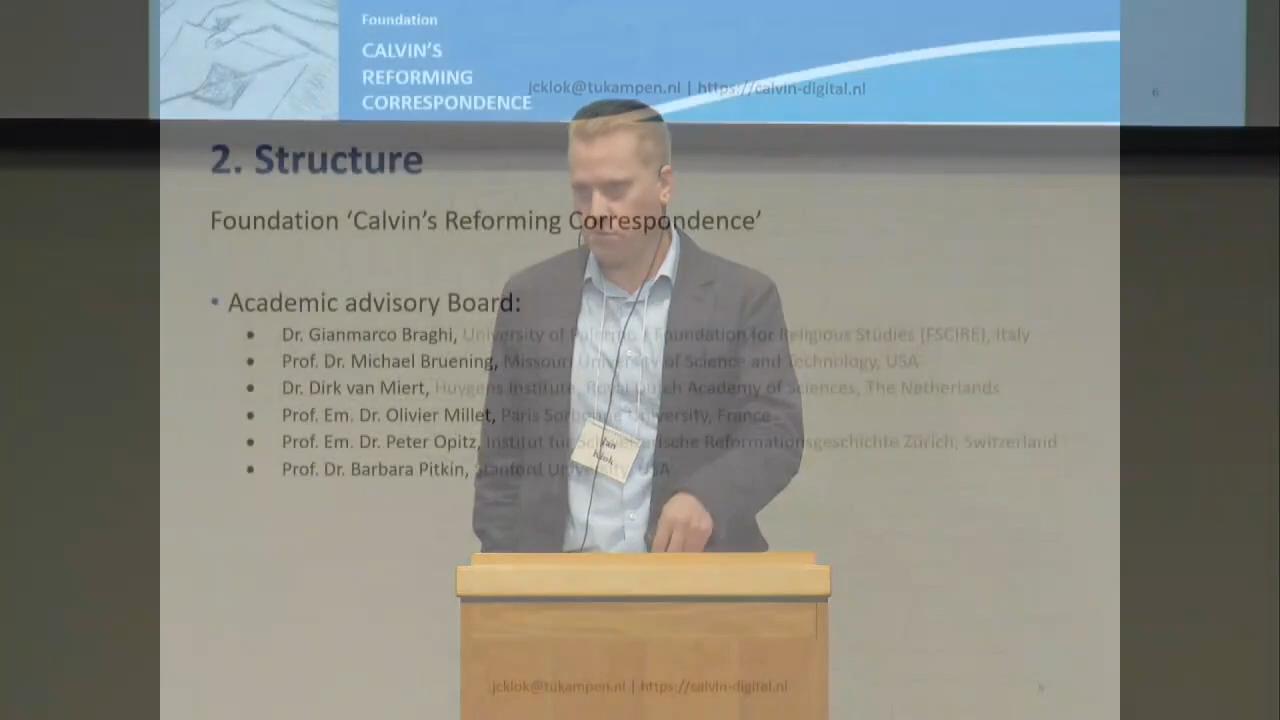 Foundation
CALVIN'S
REFORMING
CORRESPONDENCE
jcklok@tukampen.nl | https://calvin-digital.nl
6
2. Structure
Foundation ‘Calvin’s Reforming Correspondence’
• Academic advisory Board:
• Dr. Gianmarco Braghi, University of Palermo / Foundation for Religious Studies (FSCIRE), Italy
• Prof. Dr. Michael Bruening, Missouri University of Science and Technology, USA
• Dr. Dirk van Miert, Huygens Institute, Royal Dutch Academy of Sciences, The Netherlands
• Prof. Em. Dr. Olivier Millet, Paris Sorbonne University, France
• Prof. Em. Dr. Peter Opitz, Institut für Schweizerische Reformationsgeschichte Zürich, Switzerland
• Prof. Dr. Barbara Pitkin, Stanford University, USA
Jan
Klok
jcklok@tukampen.nl | https://calvin-digital.nl